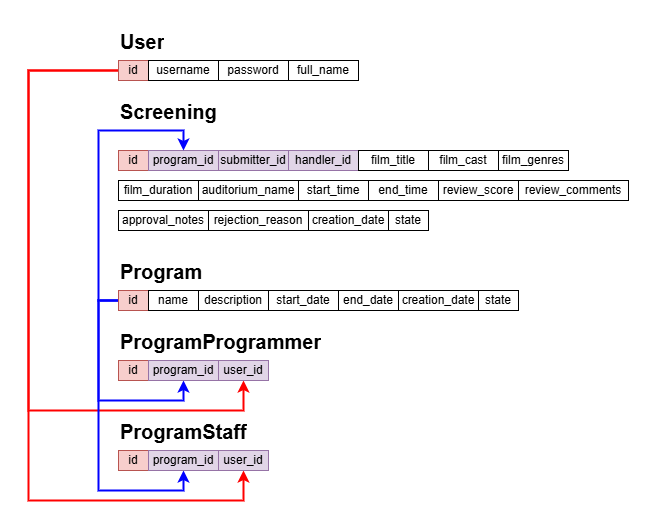 User
id username password full_name
Screening
id program_id submitter_id handler_id film_title film_cast film_genres
film_duration auditorium_name start_time end_time review_score review_comments
approval_notes rejection_reason creation_date state
Program
id name description start_date end_date creation_date state
ProgramProgrammer
id program_id user_id
ProgramStaff
id program_id user_id